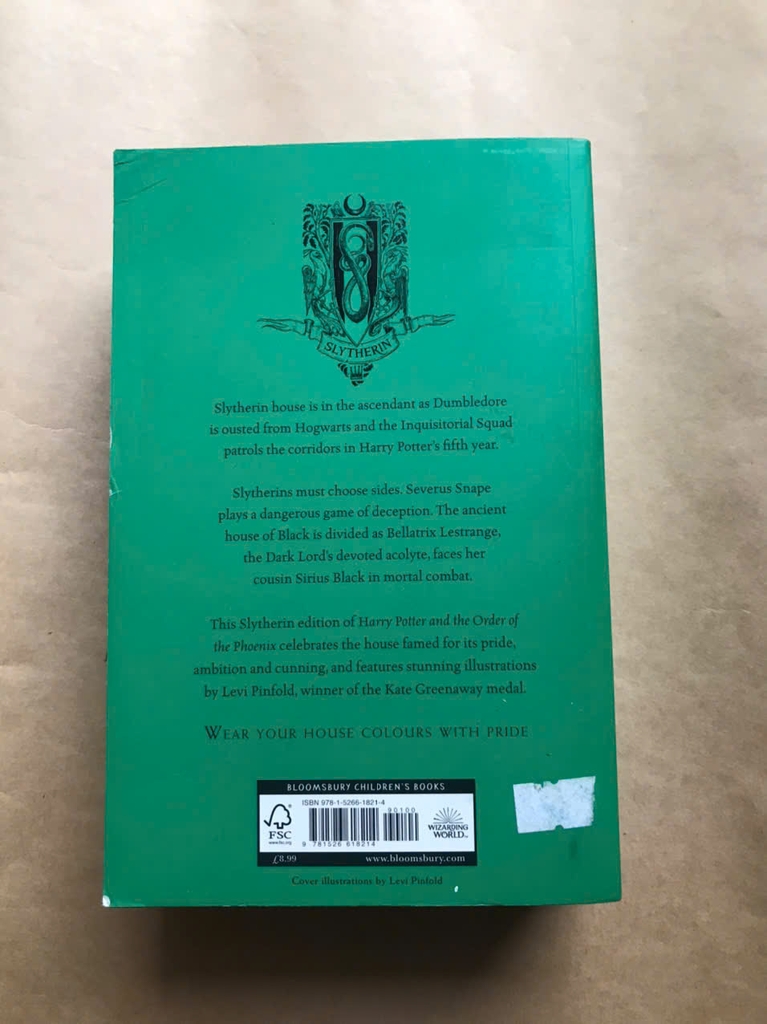 SLYTHERIN
Slytherin house is in the ascendant as Dumbledore
is ousted from Hogwarts and the Inquisitorial Squad
patrols the corridors in Harry Potter's fifth year.
Slytherins must choose sides. Severus Snape
plays a dangerous game of deception. The ancient
house of Black is divided as Bellatrix Lestrange,
the Dark Lord's devoted acolyte, faces her
cousin Sirius Black in mortal combat.
This Slytherin edition of Harry Potter and the Order of
the Phoenix celebrates the house famed for its pride,
ambition and cunning, and features stunning illustrations
by Levi Pinfold, winner of the Kate Greenaway medal.
WEAR YOUR HOUSE COLOURS WITH PRIDE
BLOOMSBURY CHILDREN'S BOOKS
ISBN 978-1-5266-1821-4
90100
FSC
www.fsc.org
9 781526 618214
WIZARDING
WORLD
£8.99
www.bloomsbury.com
Cover illustrations by Levi Pinfold